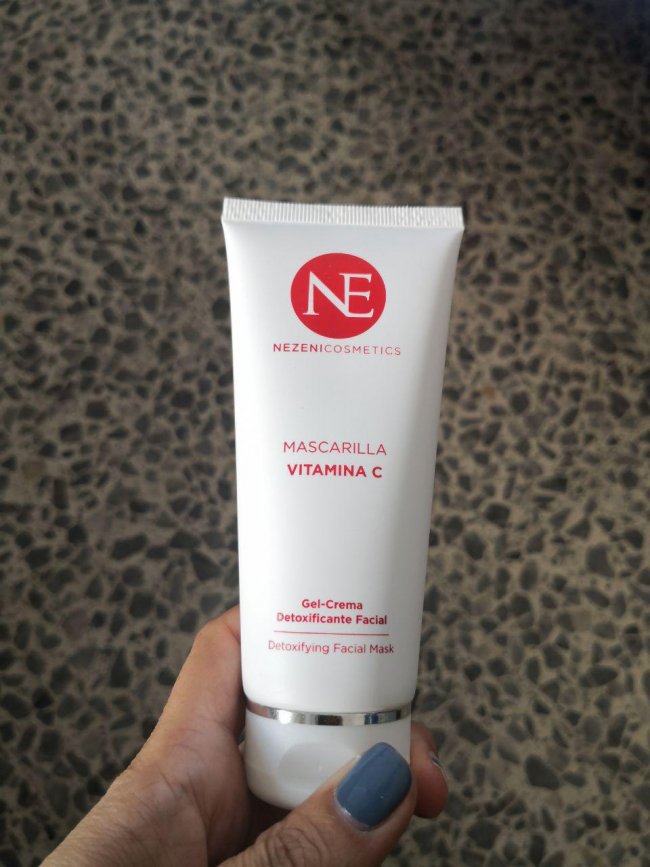 NE
NEZENICOSMETICS
MASCARILLA
VITAMINA C
Gel-Crema
Detoxificante Facial
Detoxifying Facial Mask